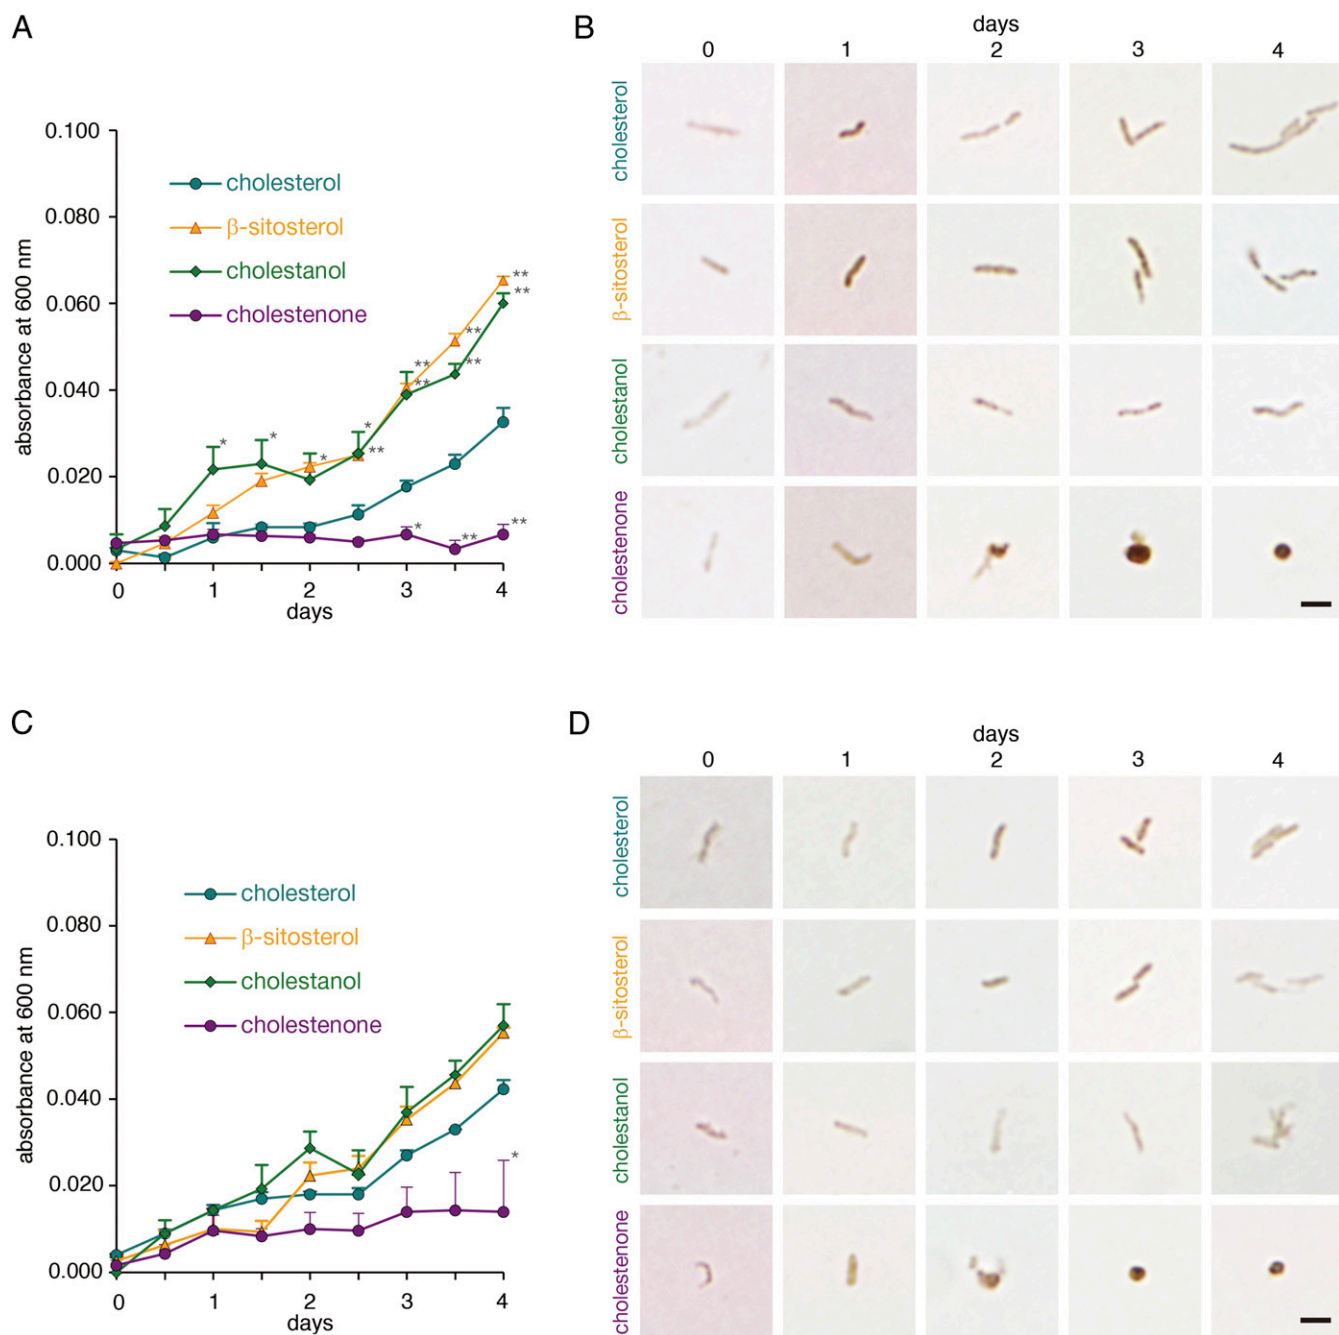 A
0.100
0.080
0.060
0.040
0.020
0.000
absorbance at 600 nm
cholesterol
β-sitosterol
cholestanol
cholestenone
*
*
*
*
**
**
**
**
**
**
**
*
**
**
0 1 2 3 4
days
B
days
0 1 2 3 4
cholesterol
β-sitosterol
cholestanol
cholestenone
C
0.100
0.080
0.060
0.040
0.020
0.000
absorbance at 600 nm
cholesterol
β-sitosterol
cholestanol
cholestenone
*
0 1 2 3 4
days
D
days
0 1 2 3 4
cholesterol
β-sitosterol
cholestanol
cholestenone